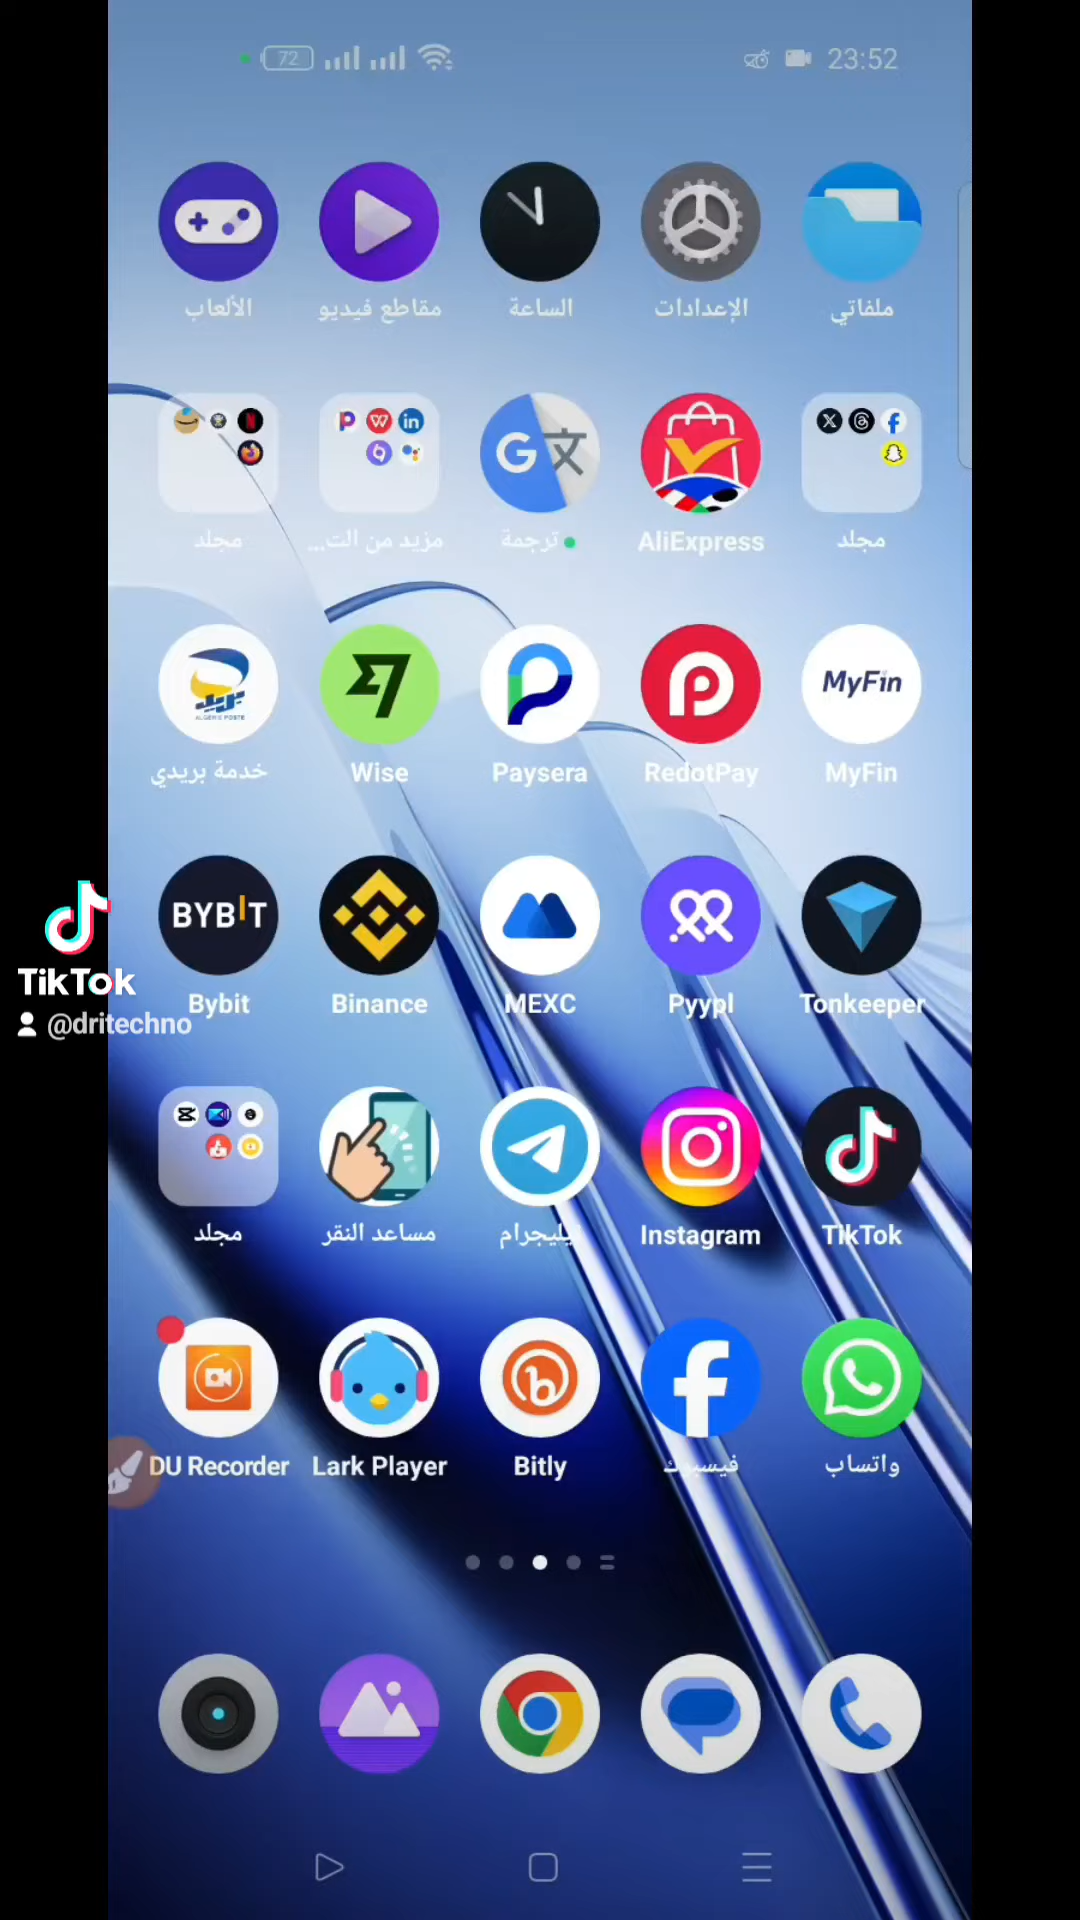 72
23:52
ملفاتي
الإعدادات
الساعة
مقاطع فيديو
الألعاب
مجلد
AliExpress
ترجمة
مزيد من الت...
مجلد
ALGERIE POSTE
MyFin
خدمة بريدي
Wise
Paysera
RedotPay
MyFin
BYBIT
Bybit
Binance
MEXC
Pyypl
Tonkeeper
TikTok
@dritechno
مجلد
مساعد النقر
تيليجرام
Instagram
TikTok
DU Recorder
Lark Player
Bitly
فيسبوك
واتساب